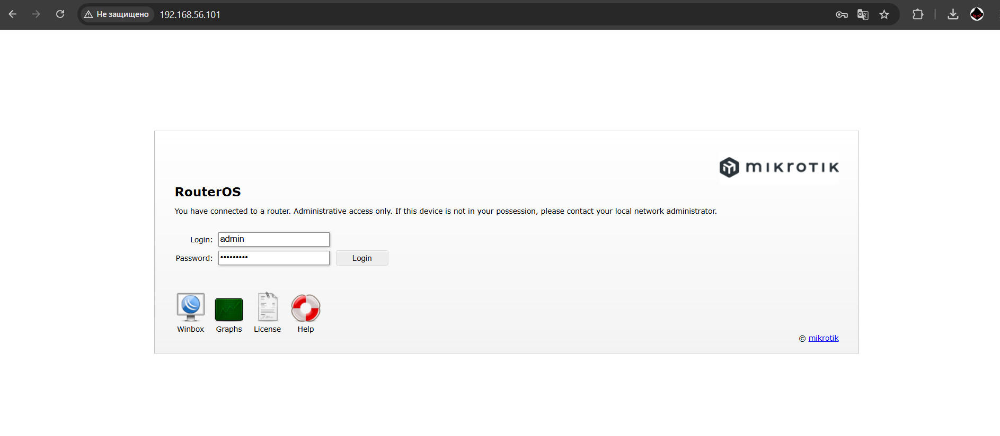 Не защищено 192.168.56.101
mikrotik
RouterOS
You have connected to a router. Administrative access only. If this device is not in your possession, please contact your local network administrator.
Login: admin
Password: ••••••••• Login
Winbox Graphs License Help
© mikrotik